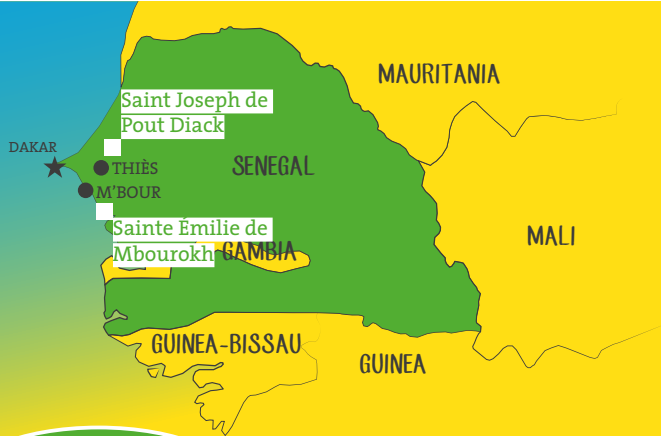 MAURITANIA
Saint Joseph de
Pout Diack
DAKAR
THIÈS
SENEGAL
M'BOUR
Sainte Émilie de
Mbourokh
GAMBIA
MALI
GUINEA-BISSAU
GUINEA